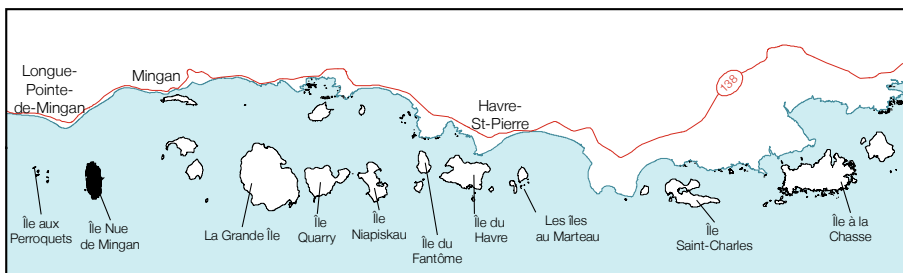 Longue-
Pointe-
de-Mingan
Mingan
Havre-
St-Pierre
138
Île aux
Perroquets
Île Nue
de Mingan
La Grande Île
Île
Quarry
Île
Niapiskau
Île du
Fantôme
Île du
Havre
Les îles
au Marteau
Île
Saint-Charles
Île à la
Chasse